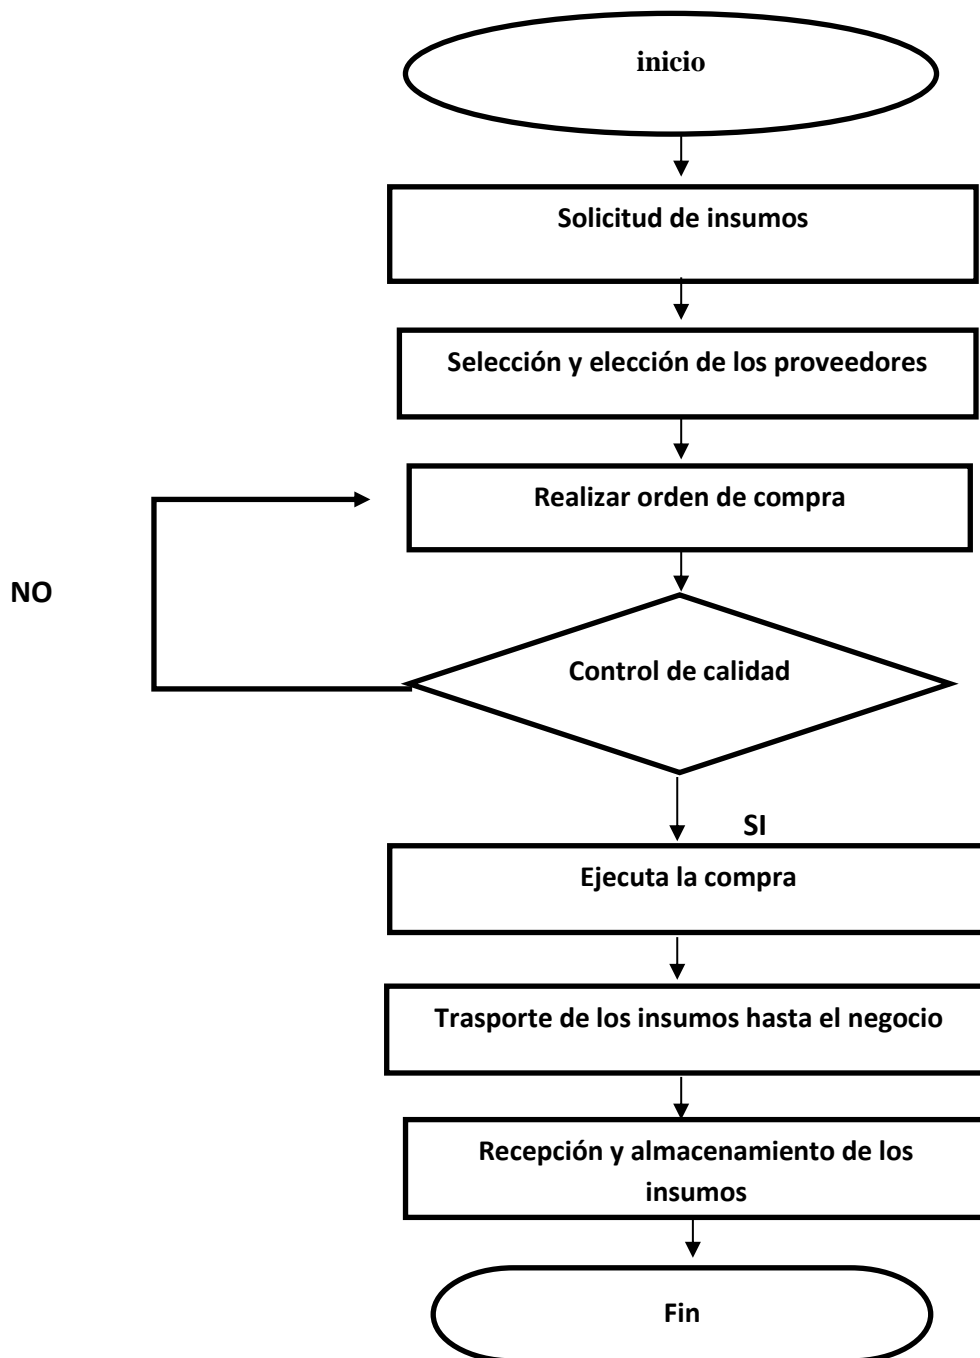 inicio
Solicitud de insumos
Selección y elección de los proveedores
Realizar orden de compra
NO
Control de calidad
SI
Ejecuta la compra
Trasporte de los insumos hasta el negocio
Recepción y almacenamiento de los
insumos
Fin